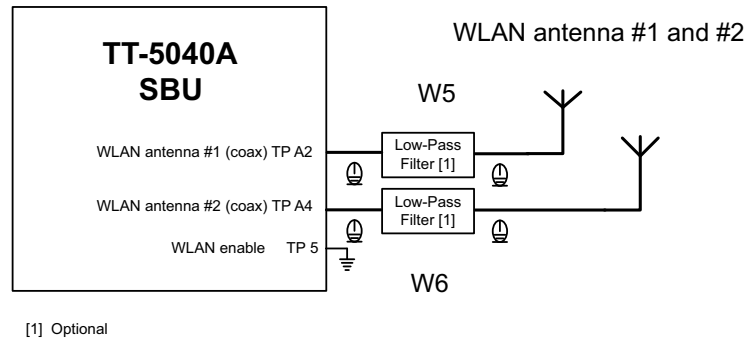 WLAN antenna #1 and #2
TT-5040A
SBU
W5
WLAN antenna #1 (coax) TP A2
Low-Pass
Filter [1]
WLAN antenna #2 (coax) TP A4
Low-Pass
Filter [1]
WLAN enable TP 5
W6
[1] Optional